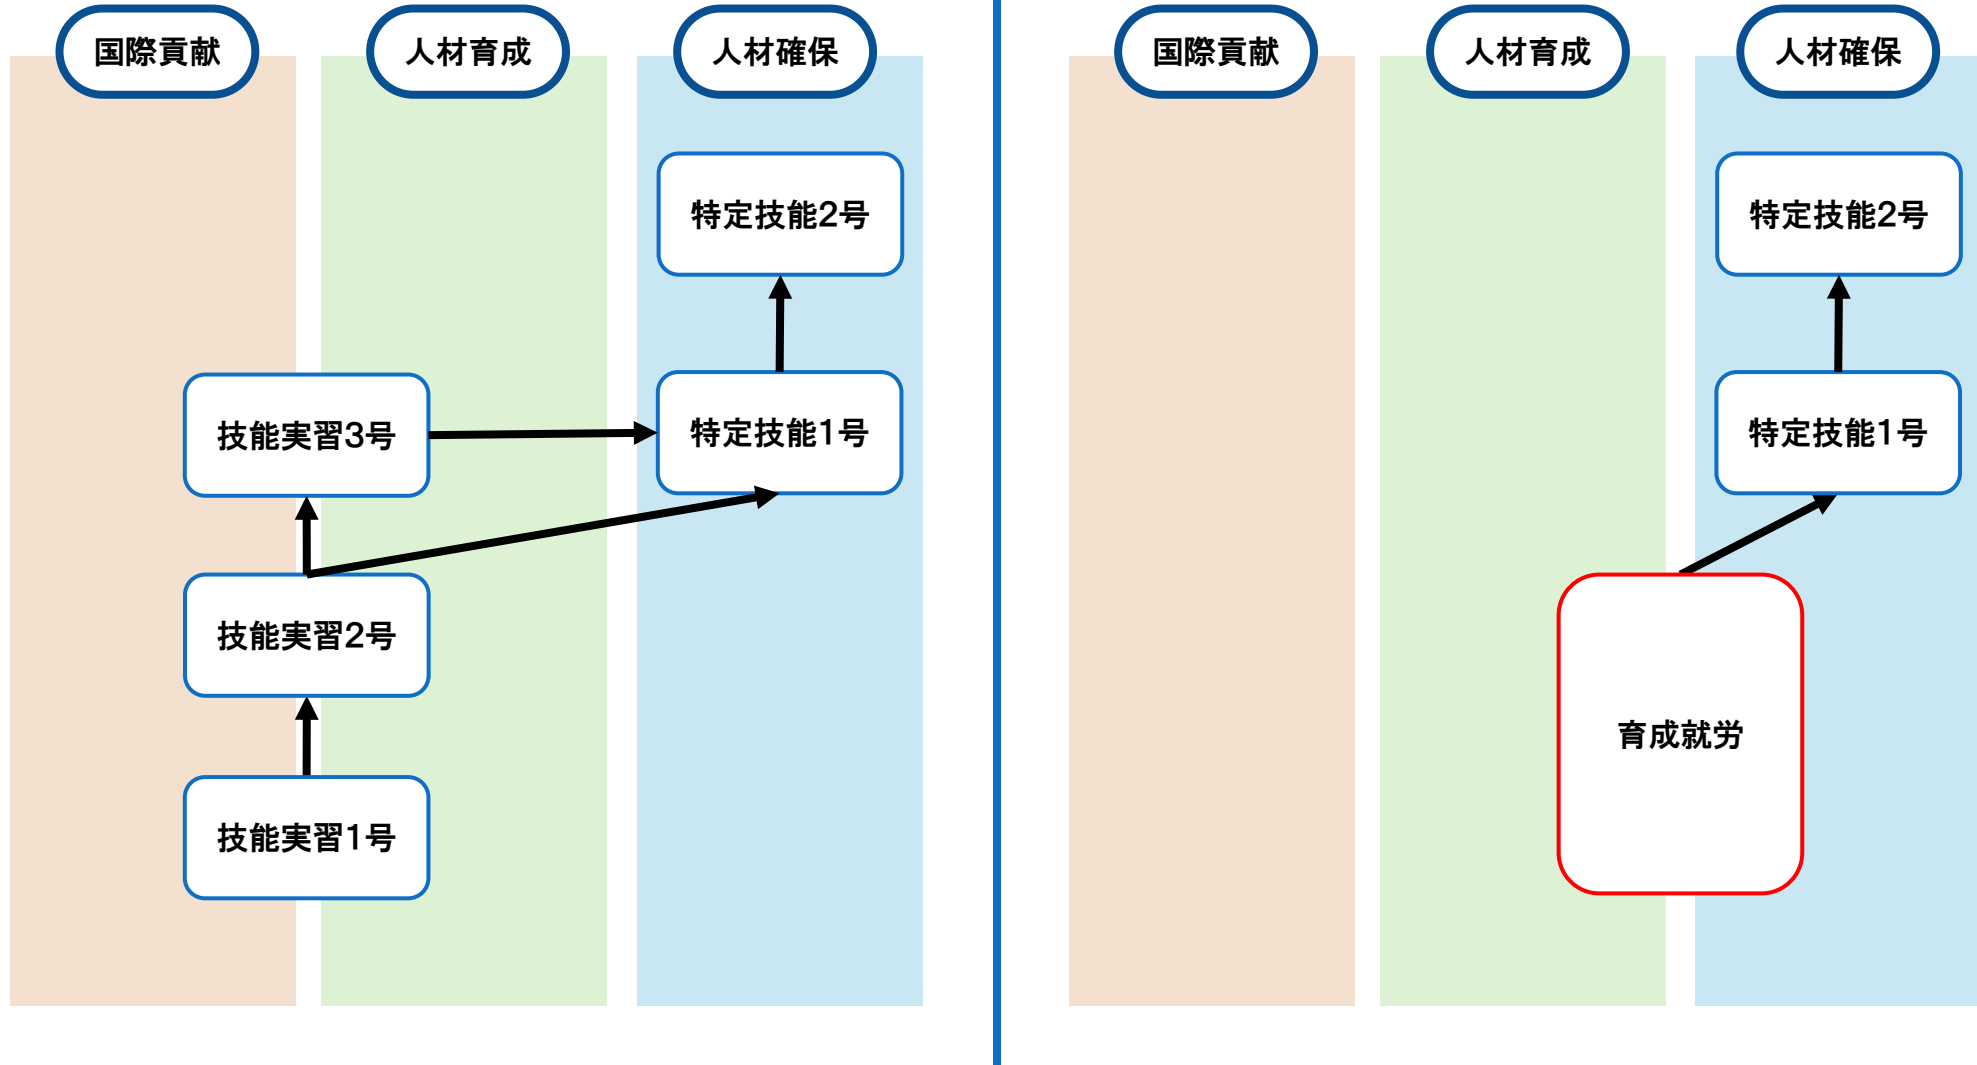 国際貢献
人材育成
人材確保
特定技能2号
技能実習3号
特定技能1号
技能実習2号
技能実習1号
国際貢献
人材育成
人材確保
特定技能2号
特定技能1号
育成就労